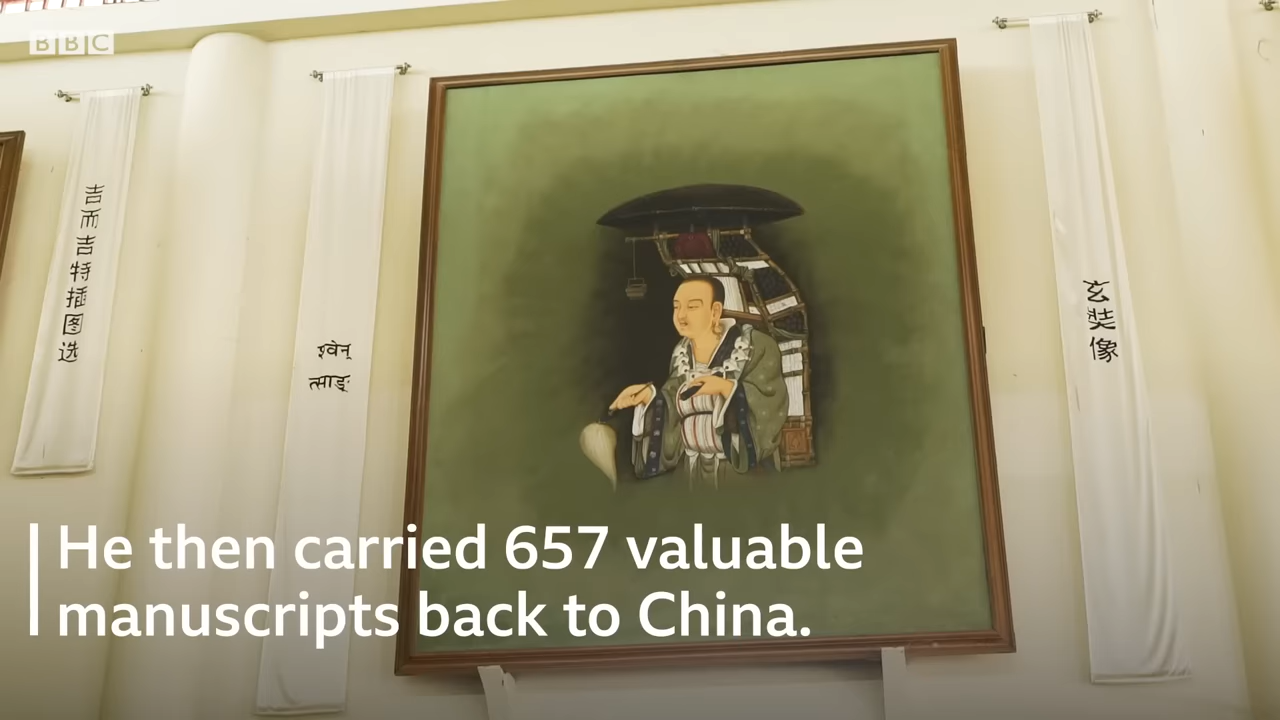 BBC
吉而吉特插图选
श्वेन्
त्साङ्
玄奘像
He then carried 657 valuable
manuscripts back to China.